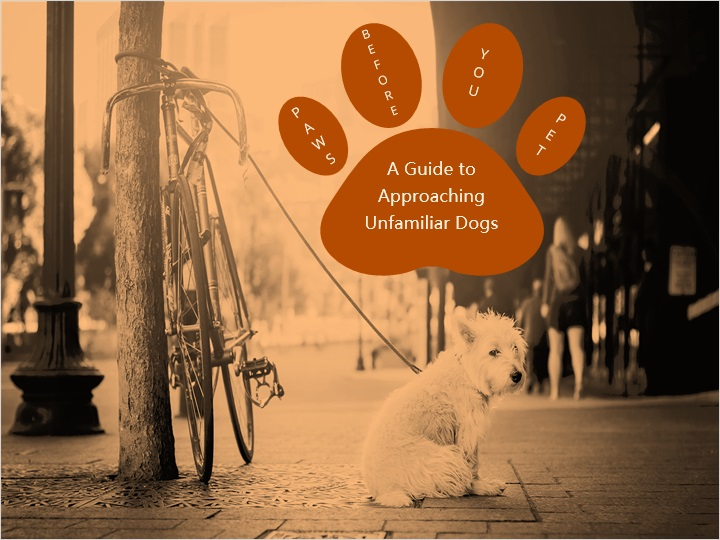 PAWS
BEFORE
YOU
PET
A Guide to
Approaching
Unfamiliar Dogs